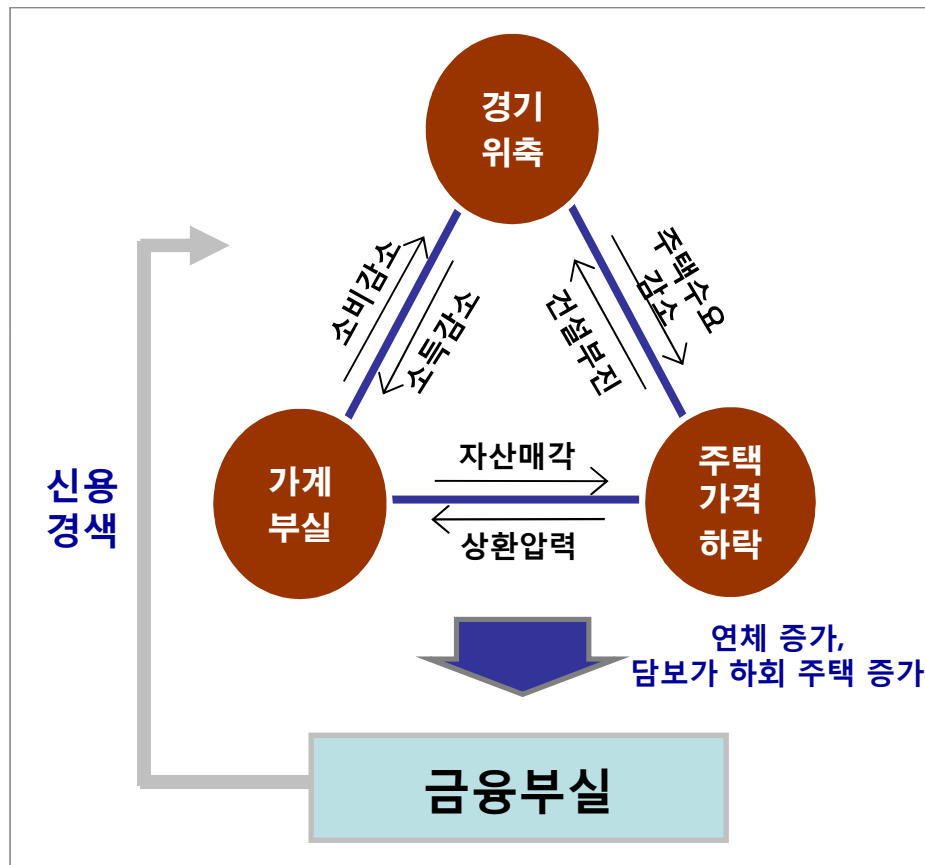 경기
위축
소비감소
소득감소
건설부진
주택수요
감소
가계
부실
자산매각
상환압력
주택
가격
하락
신용
경색
연체 증가,
담보가 하회 주택 증가
금융부실